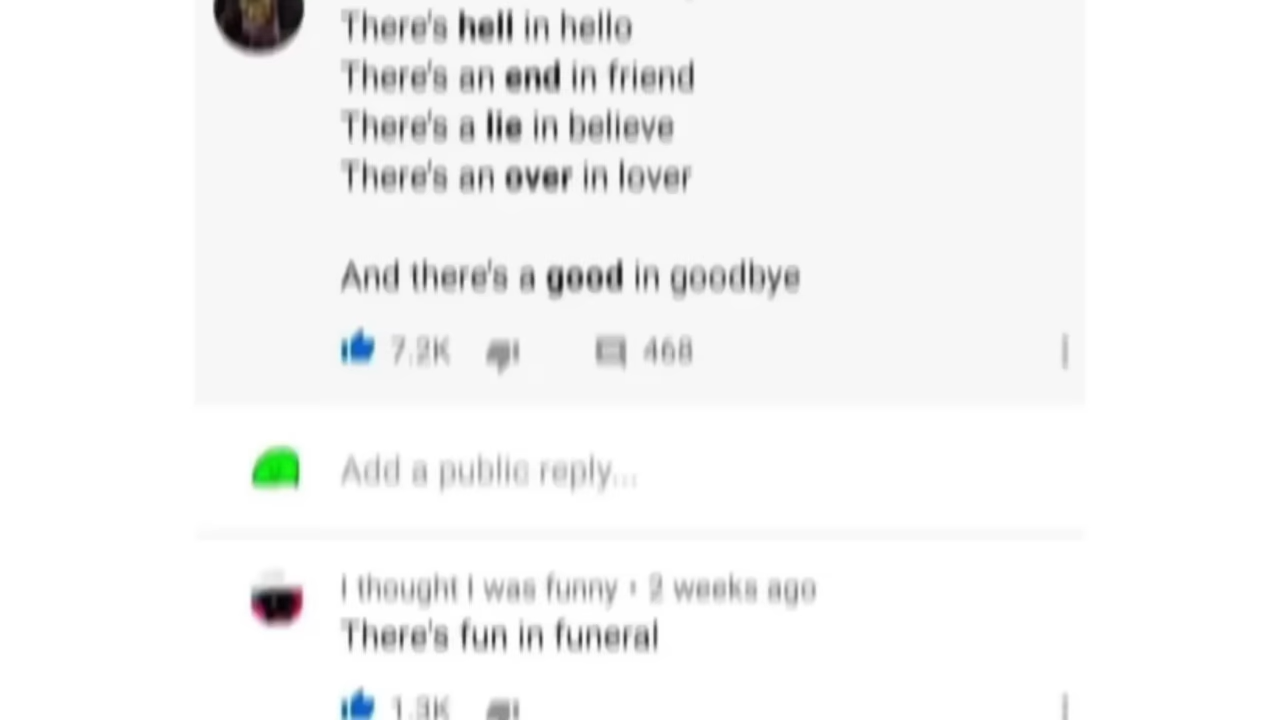 There's hell in hello
There's an end in friend
There's a lie in believe
There's an over in lover
And there's a good in goodbye
7.2K 468
Add a public reply...
I thought I was funny • 2 weeks ago
There's fun in funeral